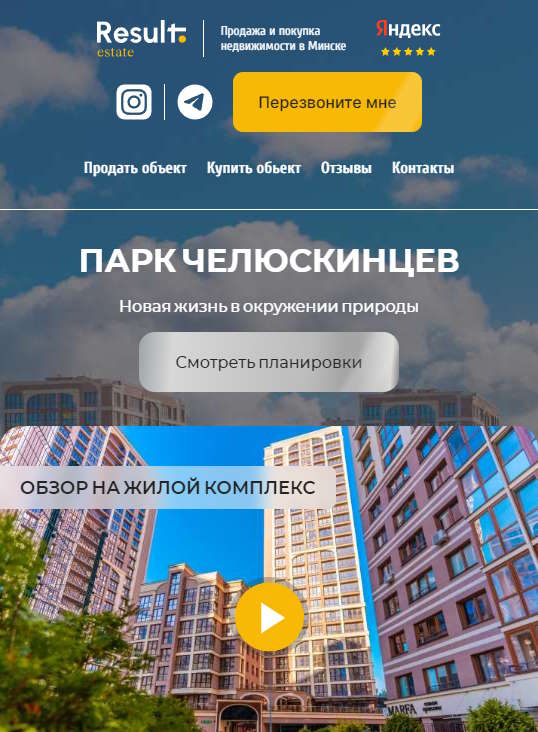 Result.
estate
Продажа и покупка
недвижимости в Минске
Яндекс
Перезвоните мне
Продать объект Купить обьект Отзывы Контакты
ПАРК ЧЕЛЮСКИНЦЕВ
Новая жизнь в окружении природы
Смотреть планировки
ОБЗОР НА ЖИЛОЙ КОМПЛЕКС
MARFA